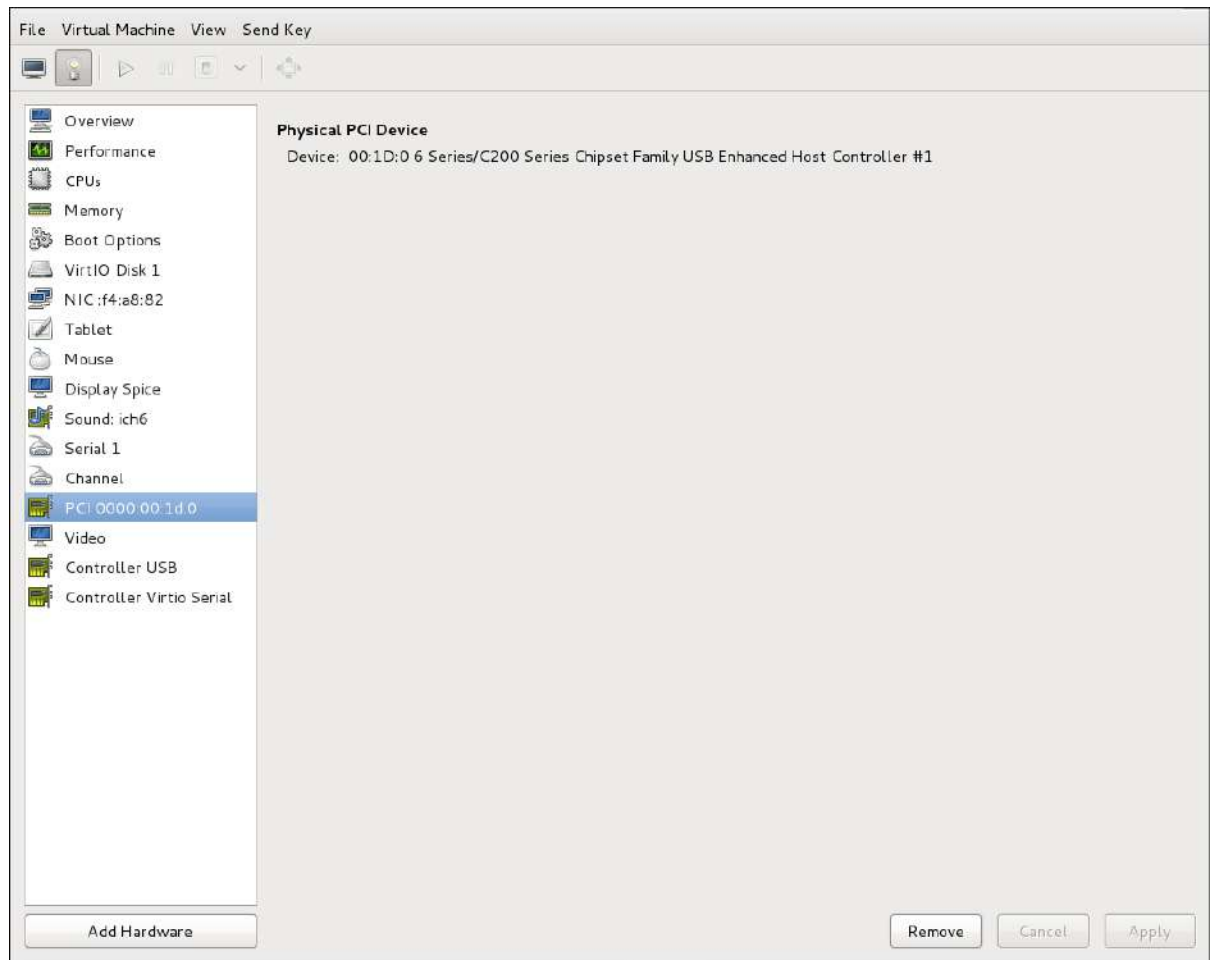 File Virtual Machine View Send Key
Overview
Performance
CPUs
Memory
Boot Options
VirtIO Disk 1
NIC :f4:a8:82
Tablet
Mouse
Display Spice
Sound: ich6
Serial 1
Channel
PCI 0000:00:1d.0
Video
Controller USB
Controller Virtio Serial
Add Hardware
Physical PCI Device
Device: 00:1D:0 6 Series/C200 Series Chipset Family USB Enhanced Host Controller #1
Remove Cancel Apply